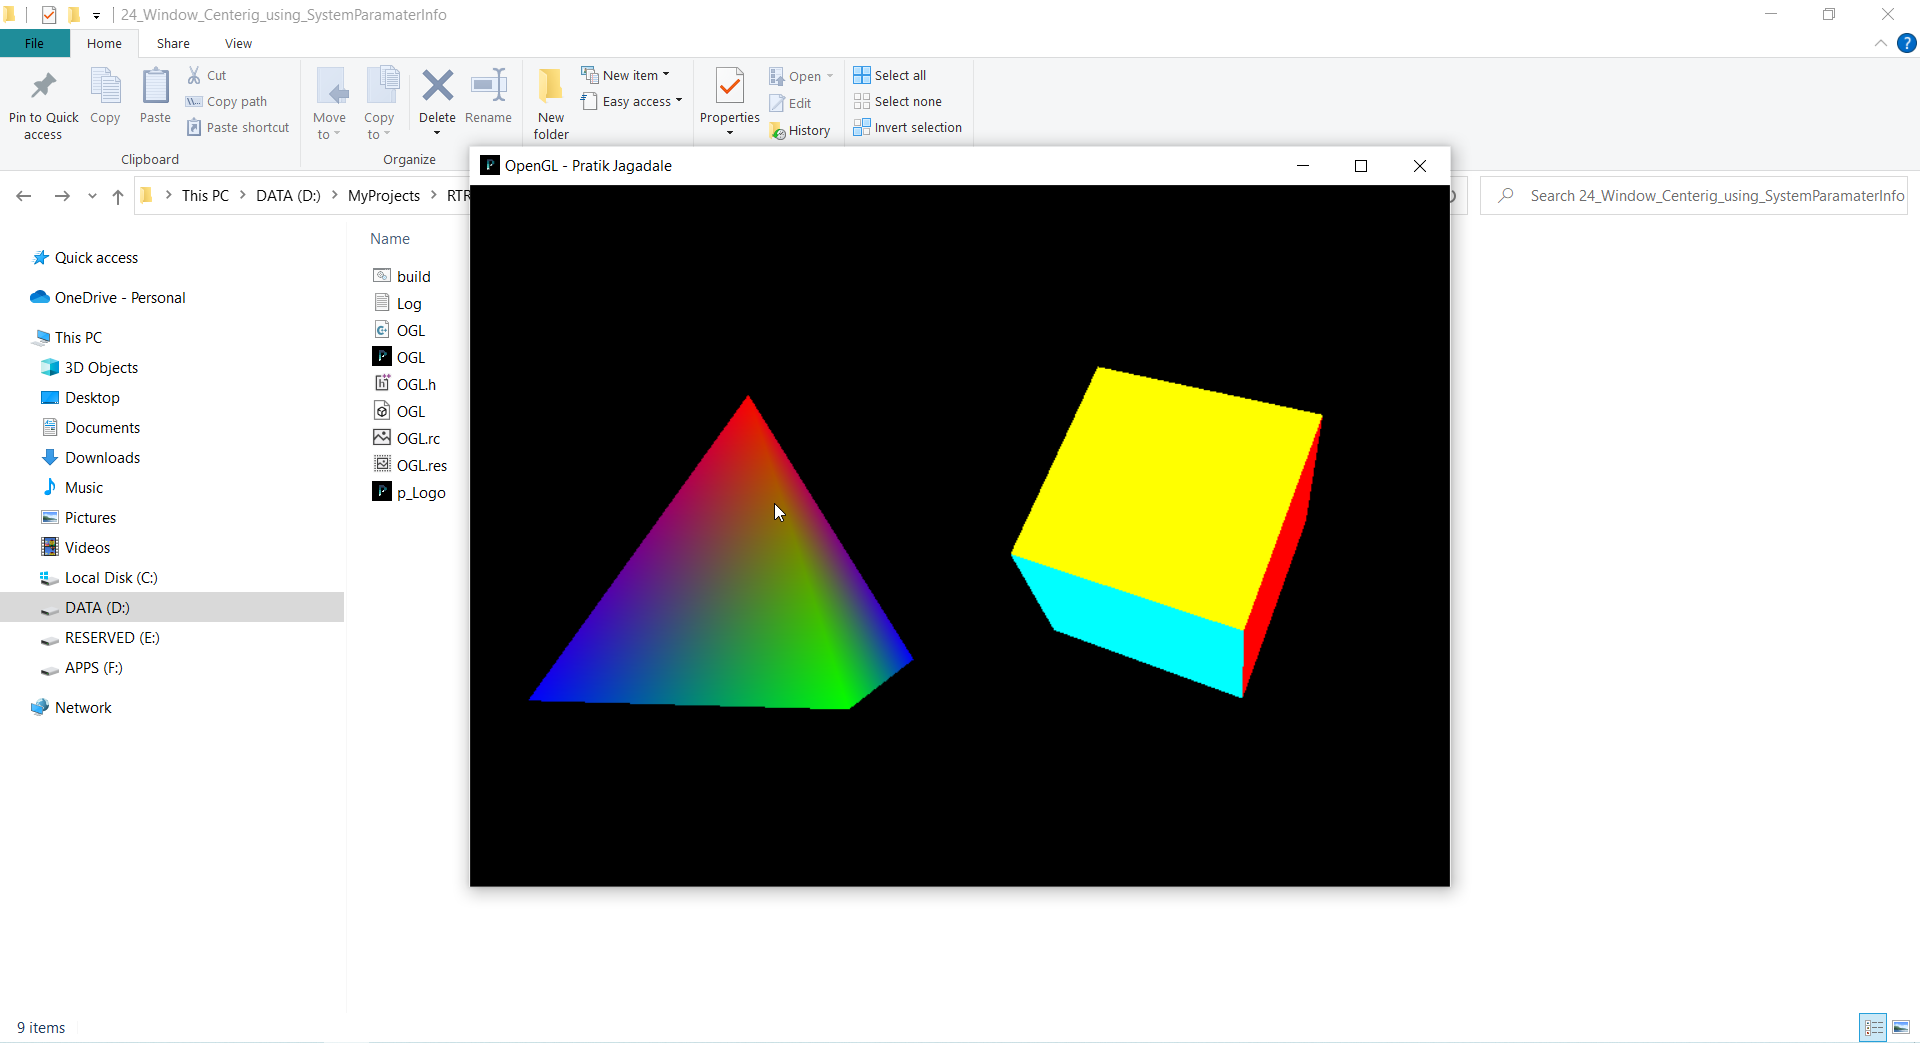 24_Window_Centerig_using_SystemParamaterInfo
File Home Share View
Pin to Quick access
Copy
Paste
Cut
Copy path
Paste shortcut
Clipboard
Move to
Copy to
Delete
Rename
Organize
New folder
New item
Easy access
Properties
Open
Edit
History
Select all
Select none
Invert selection
OpenGL - Pratik Jagadale
This PC > DATA (D:) > MyProjects > RTR
Search 24_Window_Centerig_using_SystemParamaterInfo
Quick access
OneDrive - Personal
This PC
3D Objects
Desktop
Documents
Downloads
Music
Pictures
Videos
Local Disk (C:)
DATA (D:)
RESERVED (E:)
APPS (F:)
Network
Name
build
Log
OGL
OGL
OGL.h
OGL
OGL.rc
OGL.res
p_Logo
9 items